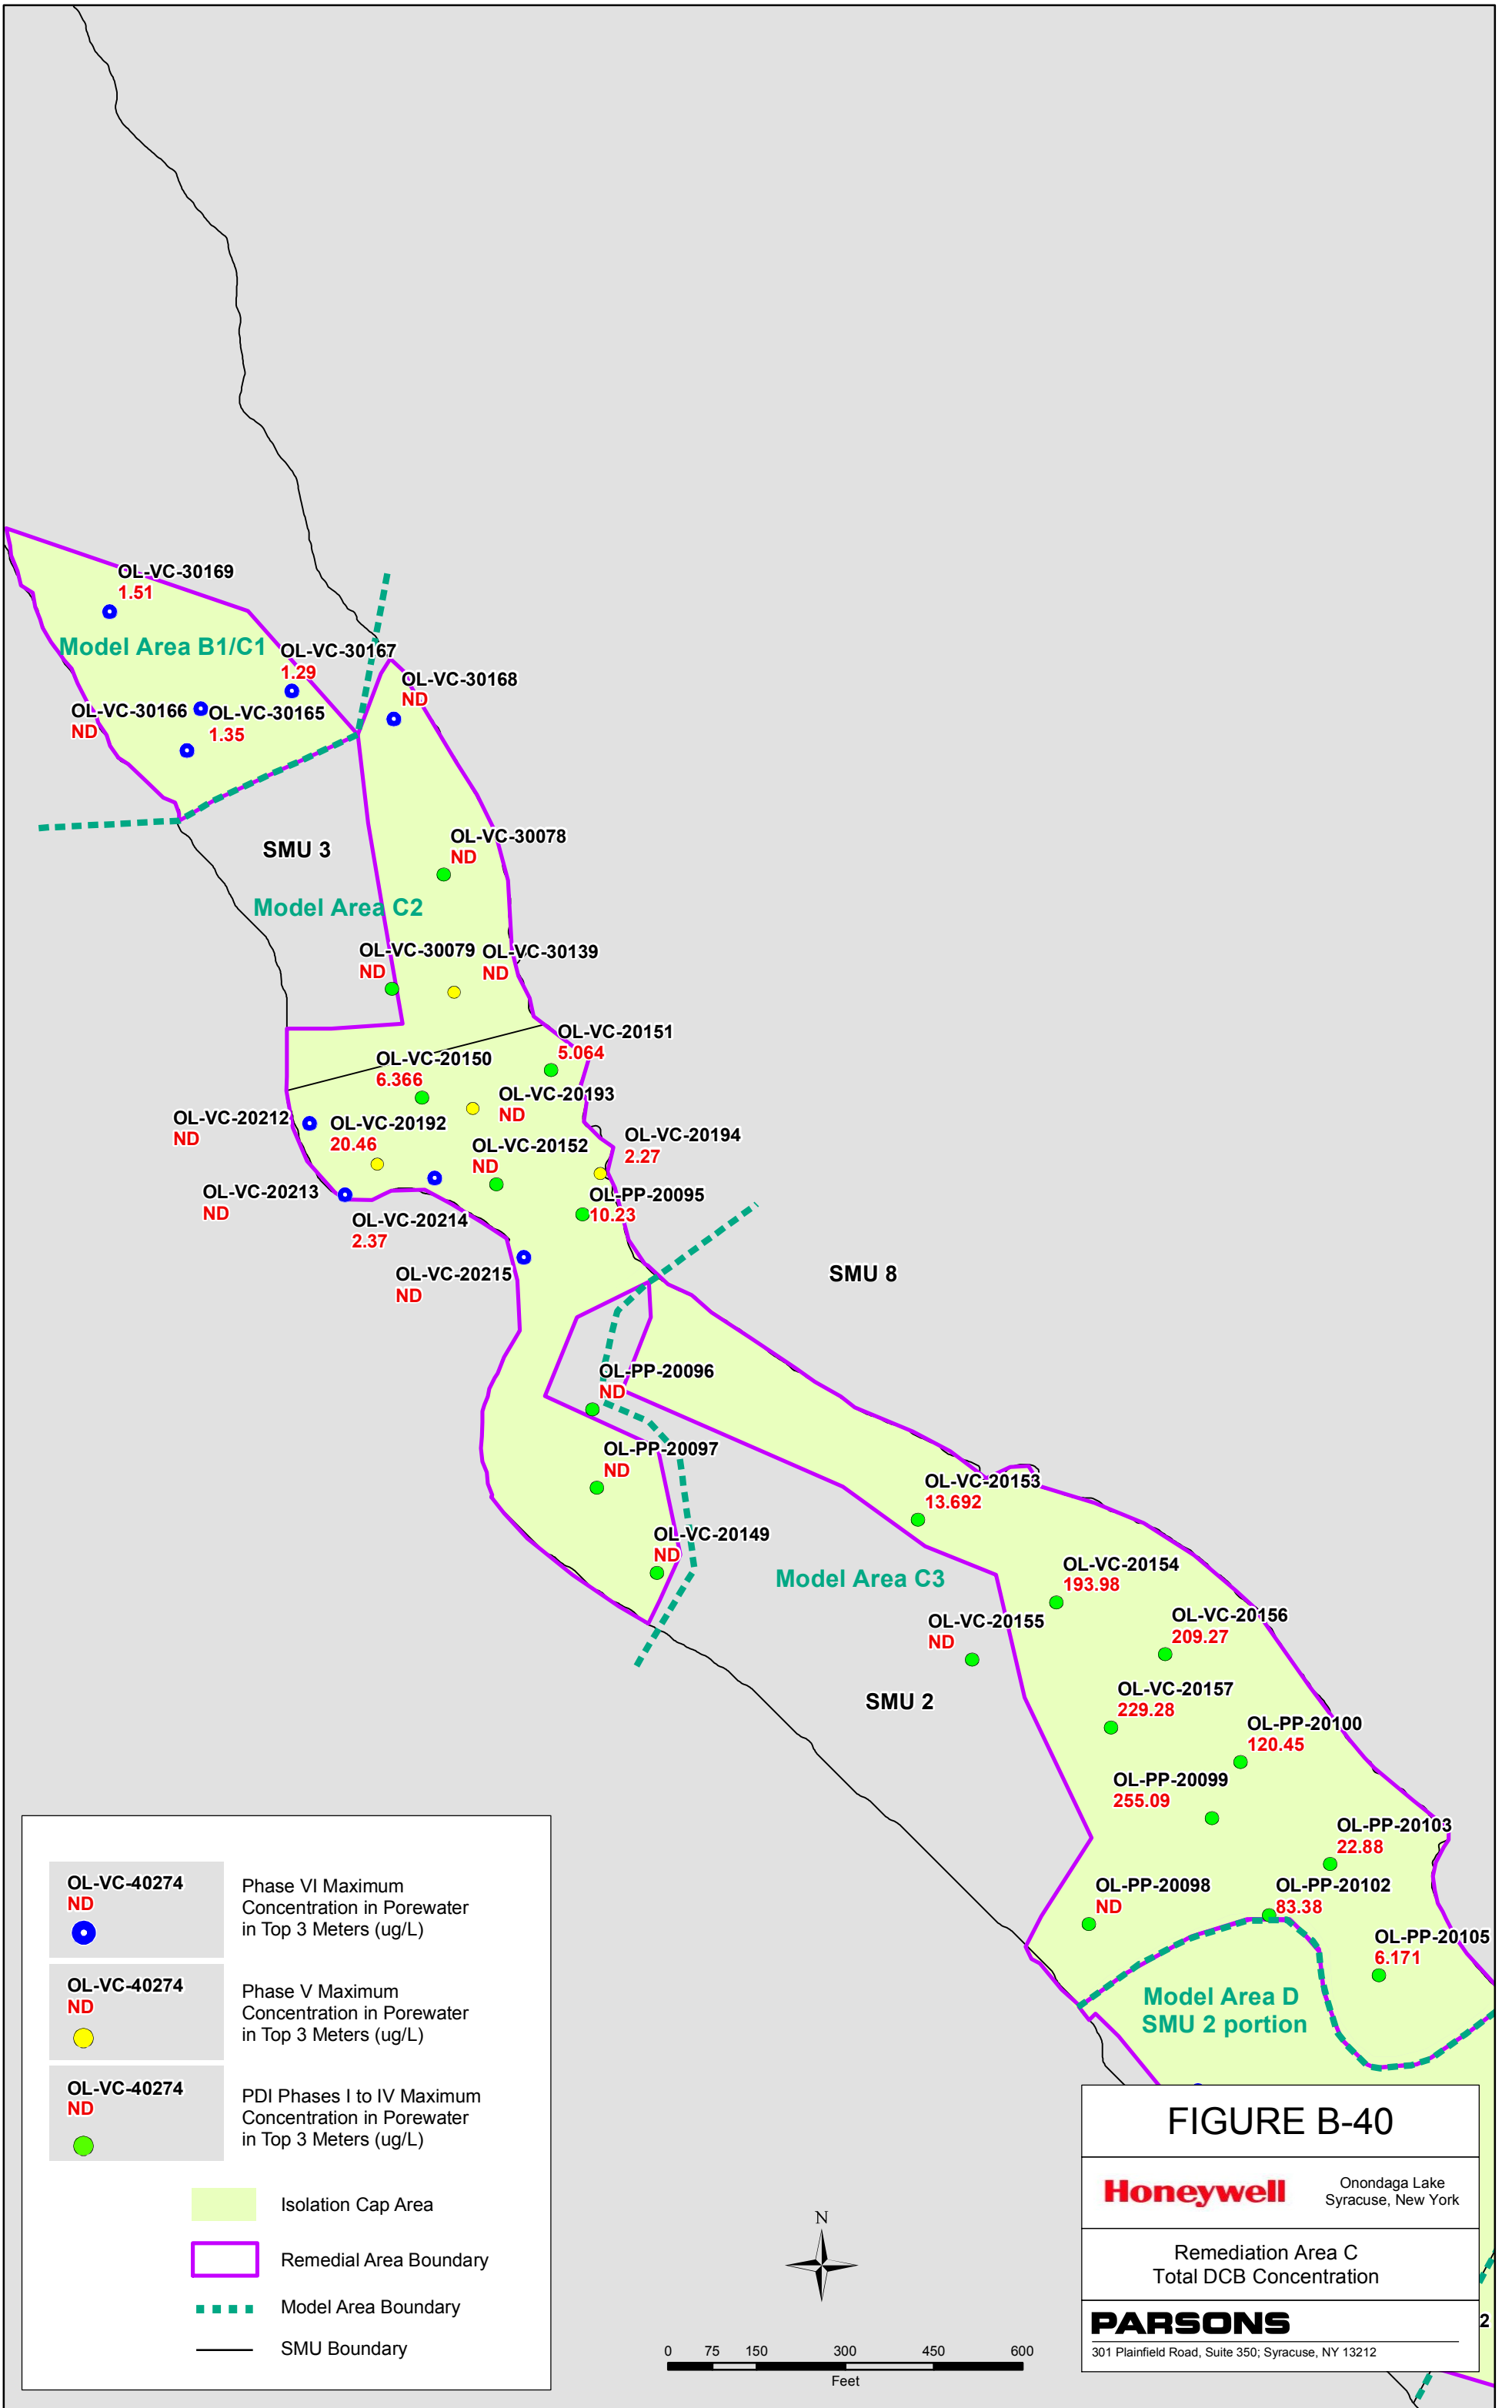 OL-VC-30169
1.51
Model Area B1/C1
OL-VC-30167
1.29
OL-VC-30168
ND
OL-VC-30166
ND
OL-VC-30165
1.35
SMU 3
OL-VC-30078
ND
Model Area C2
OL-VC-30079
ND
OL-VC-30139
ND
OL-VC-20151
5.064
OL-VC-20150
6.366
OL-VC-20193
ND
OL-VC-20212
ND
OL-VC-20192
20.46
OL-VC-20194
2.27
OL-VC-20152
ND
OL-VC-20213
ND
OL-PP-20095
10.23
OL-VC-20214
2.37
OL-VC-20215
ND
SMU 8
OL-PP-20096
ND
OL-PP-20097
ND
OL-VC-20153
13.692
OL-VC-20149
ND
Model Area C3
OL-VC-20154
193.98
OL-VC-20155
ND
OL-VC-20156
209.27
SMU 2
OL-VC-20157
229.28
OL-PP-20100
120.45
OL-PP-20099
255.09
OL-PP-20103
22.88
OL-PP-20098
ND
OL-PP-20102
83.38
OL-PP-20105
6.171
Model Area D
SMU 2 portion
OL-VC-40274
ND
Phase VI Maximum
Concentration in Porewater
in Top 3 Meters (ug/L)
OL-VC-40274
ND
Phase V Maximum
Concentration in Porewater
in Top 3 Meters (ug/L)
OL-VC-40274
ND
PDI Phases I to IV Maximum
Concentration in Porewater
in Top 3 Meters (ug/L)
Isolation Cap Area
Remedial Area Boundary
Model Area Boundary
SMU Boundary
N
0 75 150 300 450 600
Feet
FIGURE B-40
Honeywell
Onondaga Lake
Syracuse, New York
Remediation Area C
Total DCB Concentration
PARSONS
301 Plainfield Road, Suite 350; Syracuse, NY 13212
2